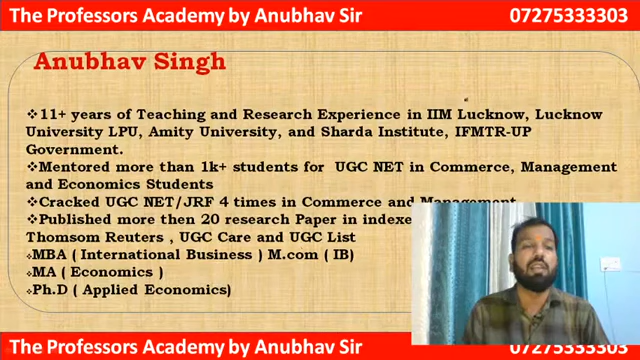 The Professors Academy by Anubhav Sir 07275333303
Anubhav Singh
❖11+ years of Teaching and Research Experience in IIM Lucknow, Lucknow
University LPU, Amity University, and Sharda Institute, IFMTR-UP
Government.
❖Mentored more than 1k+ students for UGC NET in Commerce, Management
and Economics Students
❖Cracked UGC NET/JRF 4 times in Commerce and Management
❖Published more then 20 research Paper in indexe
Thomsom Reuters , UGC Care and UGC List
❖MBA ( International Business ) M.com ( IB)
❖MA ( Economics )
❖Ph.D ( Applied Economics)
The Professors Academy by Anubhav Sir 07275333303